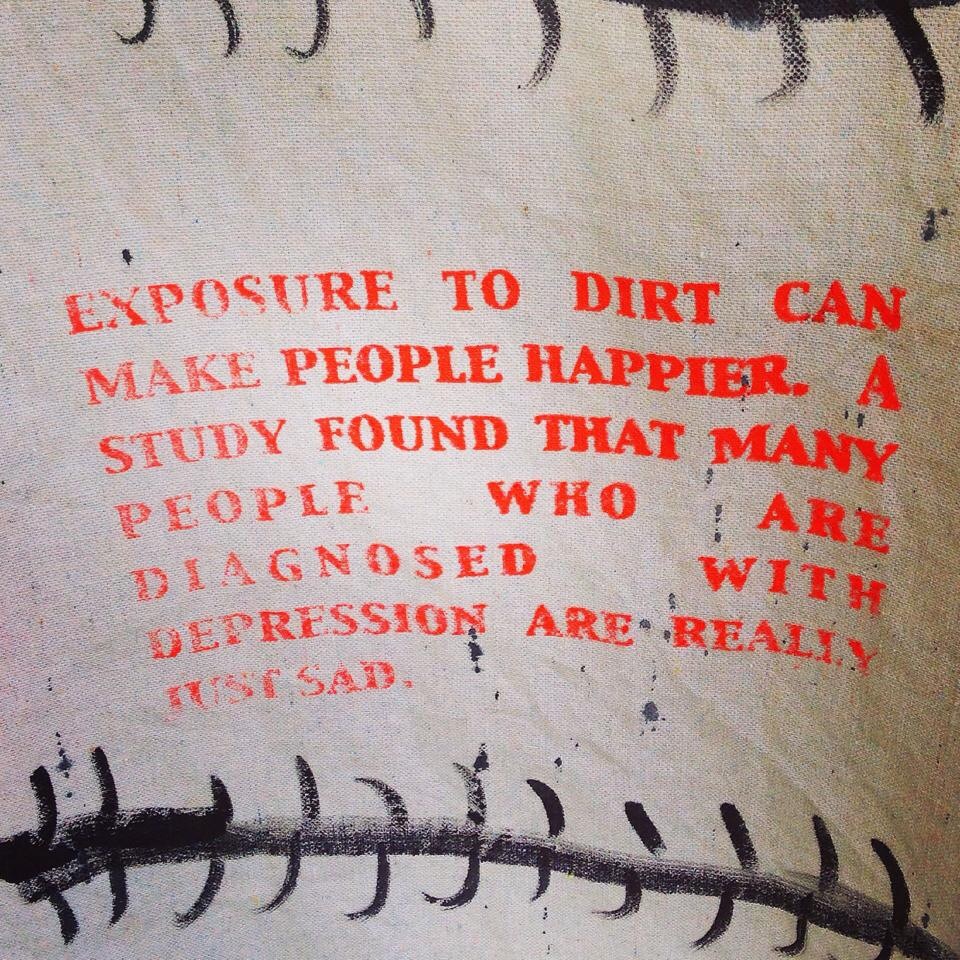 EXPOSURE TO DIRT CAN
MAKE PEOPLE HAPPIER. A
STUDY FOUND THAT MANY
PEOPLE WHO ARE
DIAGNOSED WITH
DEPRESSION ARE REALLY
JUST SAD.